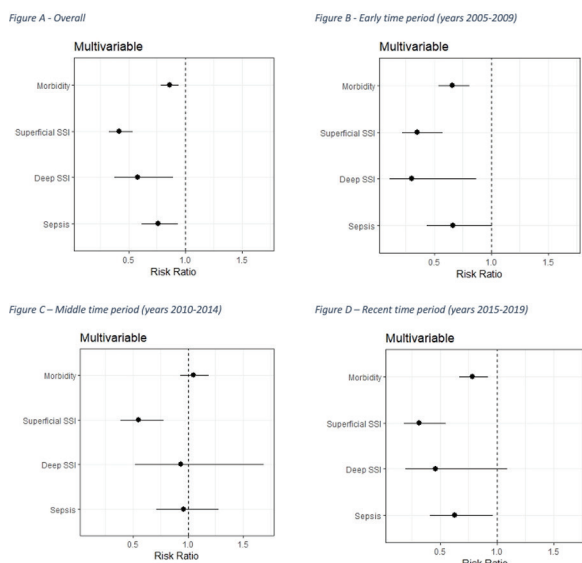 Figure A - Overall
Multivariable
Morbidity
Superficial SSI
Deep SSI
Sepsis
0.5 1.0 1.5
Risk Ratio
Figure B - Early time period (years 2005-2009)
Multivariable
Morbidity
Superficial SSI
Deep SSI
Sepsis
0.5 1.0 1.5
Risk Ratio
Figure C – Middle time period (years 2010-2014)
Multivariable
Morbidity
Superficial SSI
Deep SSI
Sepsis
0.5 1.0 1.5
Risk Ratio
Figure D – Recent time period (years 2015-2019)
Multivariable
Morbidity
Superficial SSI
Deep SSI
Sepsis
0.5 1.0 1.5
Risk Ratio